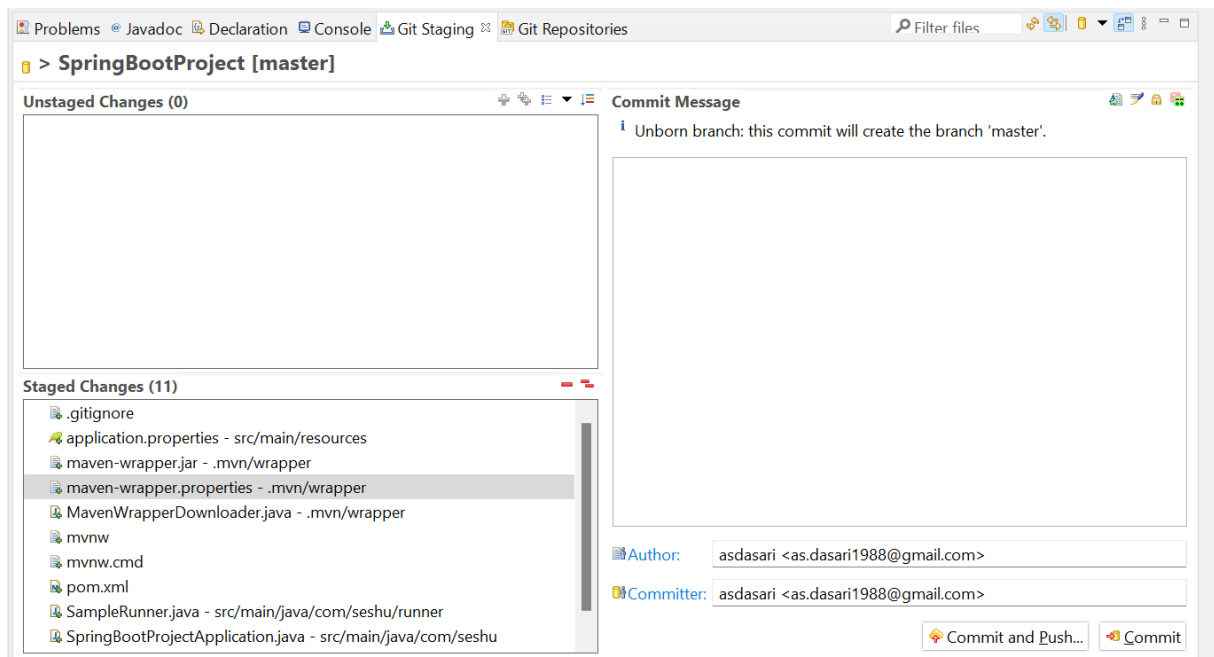 Problems @ Javadoc Declaration Console Git Staging Git Repositories Filter files
> SpringBootProject [master]
Unstaged Changes (0)
Staged Changes (11)
.gitignore
application.properties - src/main/resources
maven-wrapper.jar - .mvn/wrapper
maven-wrapper.properties - .mvn/wrapper
MavenWrapperDownloader.java - .mvn/wrapper
mvnw
mvnw.cmd
pom.xml
SampleRunner.java - src/main/java/com/seshu/runner
SpringBootProjectApplication.java - src/main/java/com/seshu
Commit Message
Unborn branch: this commit will create the branch 'master'.
Author: asdasari <as.dasari1988@gmail.com>
Committer: asdasari <as.dasari1988@gmail.com>
Commit and Push... Commit